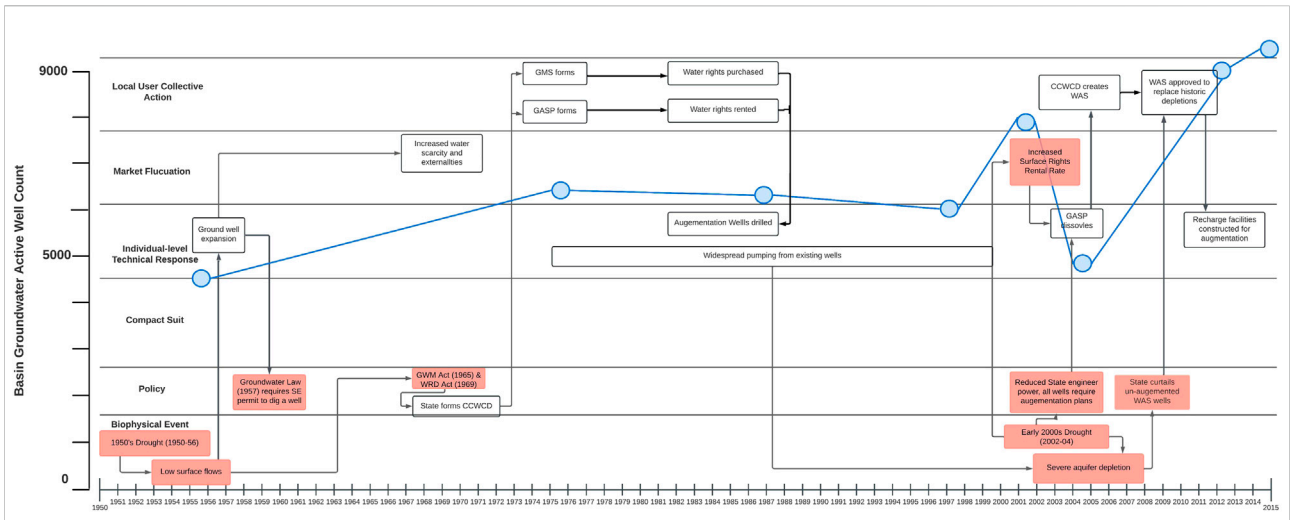 Basin Groundwater Active Well Count
9000
5000
0
Local User Collective
Action
Market Flucuation
Individual-level
Technical Response
Compact Suit
Policy
Biophysical Event
GMS forms
Water rights purchased
GASP forms
Water rights rented
CCWCD creates
WAS
WAS approved to
replace historic
depletions
Increased water
scarcity and
externallties
Increased
Surface Rights
Rental Rate
Ground well
expansion
Augmentation Wellls drilled
GASP
dissovles
Recharge facilities
constructed for
augmentation
Widespread pumping from existing wells
Groundwater Law
(1957) requires SE
permit to dig a well
GWM Act (1965) &
WRD Act (1969)
State forms CCWCD
Reduced State engineer
power, all wells require
augmentation plans
State curtails
un-augmented
WAS wells
1950's Drought (1950-56)
Low surface flows
Early 2000s Drought
(2002-04)
Severe aquifer depletion
1950 1951 1952 1953 1954 1955 1956 1957 1958 1959 1960 1961 1962 1963 1964 1965 1966 1967 1968 1969 1970 1971 1972 1973 1974 1975 1976 1977 1978 1979 1980 1981 1982 1983 1984 1985 1986 1987 1988 1989 1990 1991 1992 1993 1994 1995 1996 1997 1998 1999 2000 2001 2002 2003 2004 2005 2006 2007 2008 2009 2010 2011 2012 2013 2014 2015